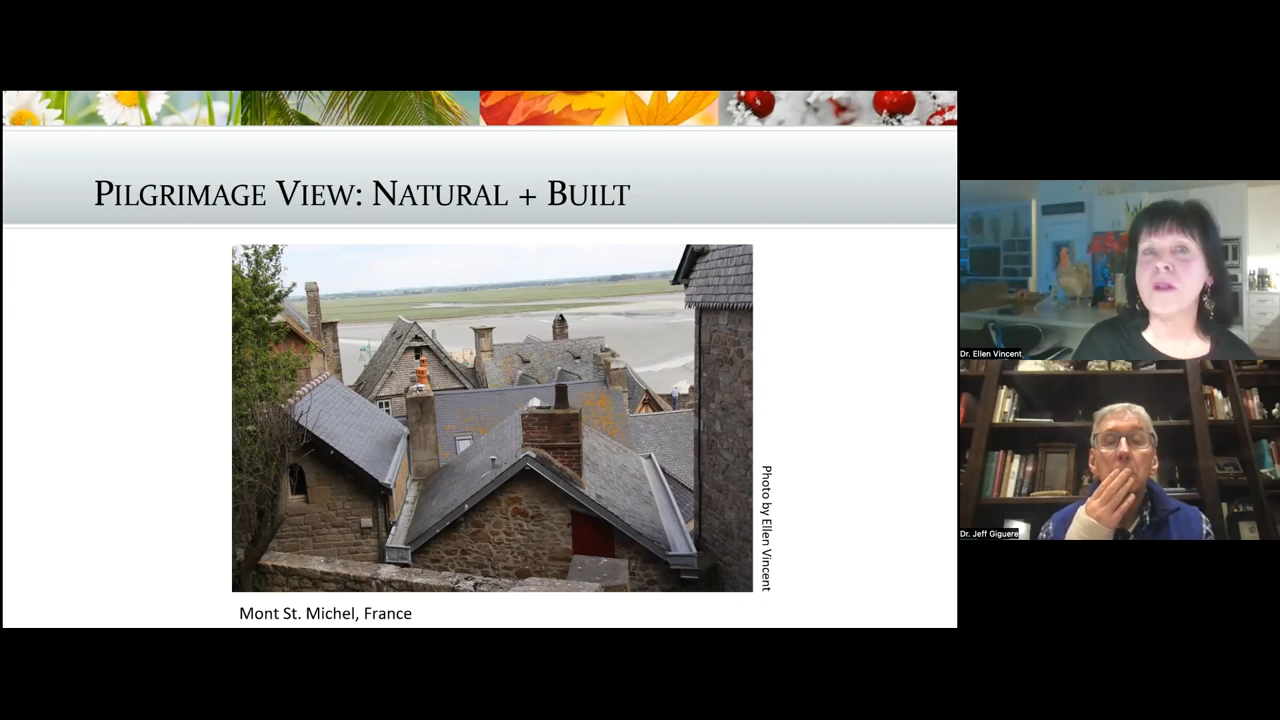 PILGRIMAGE VIEW: NATURAL + BUILT
Photo by Ellen Vincent
Mont St. Michel, France
Dr. Ellen Vincent
Dr. Jeff Giguere